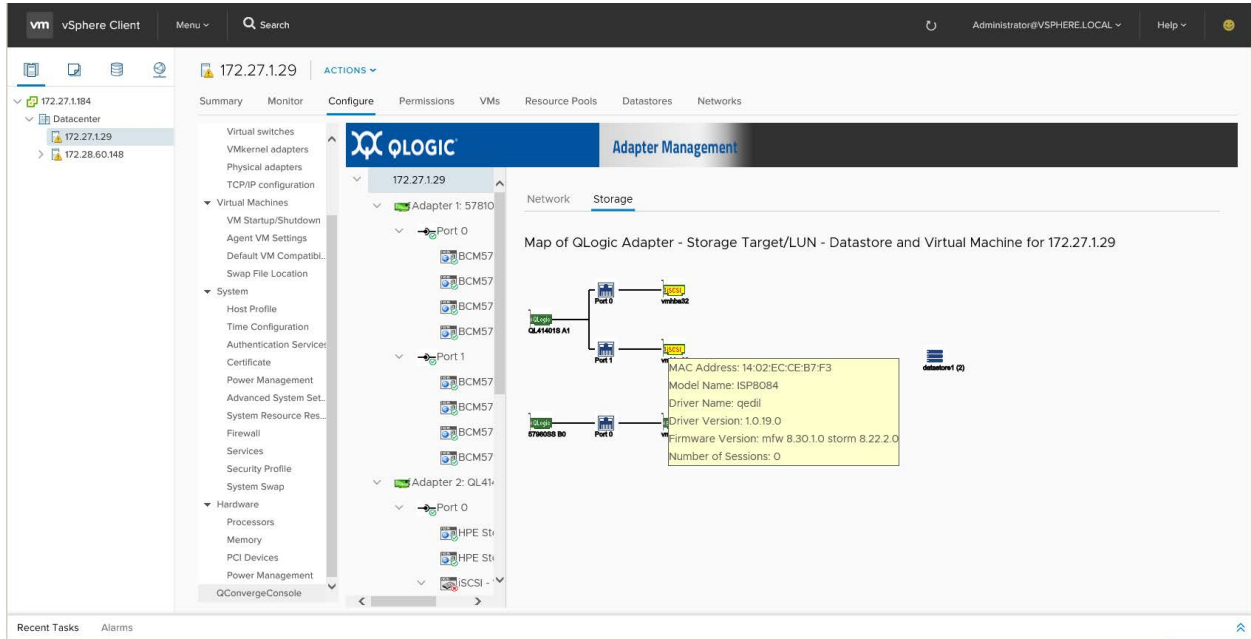 vm vSphere Client Menu Search Administrator@VSPHERE.LOCAL Help
172.27.1.184
Datacenter
172.27.1.29
172.28.60.148
172.27.1.29 ACTIONS
Summary Monitor Configure Permissions VMs Resource Pools Datastores Networks
Virtual switches
VMkernel adapters
Physical adapters
TCP/IP configuration
Virtual Machines
VM Startup/Shutdown
Agent VM Settings
Default VM Compatibi..
Swap File Location
System
Host Profile
Time Configuration
Authentication Services
Certificate
Power Management
Advanced System Set..
System Resource Res...
Firewall
Services
Security Profile
System Swap
Hardware
Processors
Memory
PCI Devices
Power Management
QConvergeConsole
QLOGIC Adapter Management
172.27.1.29
Adapter 1: 57810
Port 0
BCM57
BCM57
BCM57
BCM57
Port 1
BCM57
BCM57
BCM57
BCM57
Adapter 2: QL414
Port 0
HPE Sto
HPE Sto
iSCSI -
Network Storage
Map of QLogic Adapter - Storage Target/LUN - Datastore and Virtual Machine for 172.27.1.29
QLogic
QL41401S A1
Port 0
iSCSI
vmhba32
Port 1
iSCSI
datastore1 (2)
QLogic
57980SS B0
Port 0
MAC Address: 14:02:EC:CE:B7:F3
Model Name: ISP8084
Driver Name: qedil
Driver Version: 1.0.19.0
Firmware Version: mfw 8.30.1.0 storm 8.22.2.0
Number of Sessions: 0
Recent Tasks Alarms